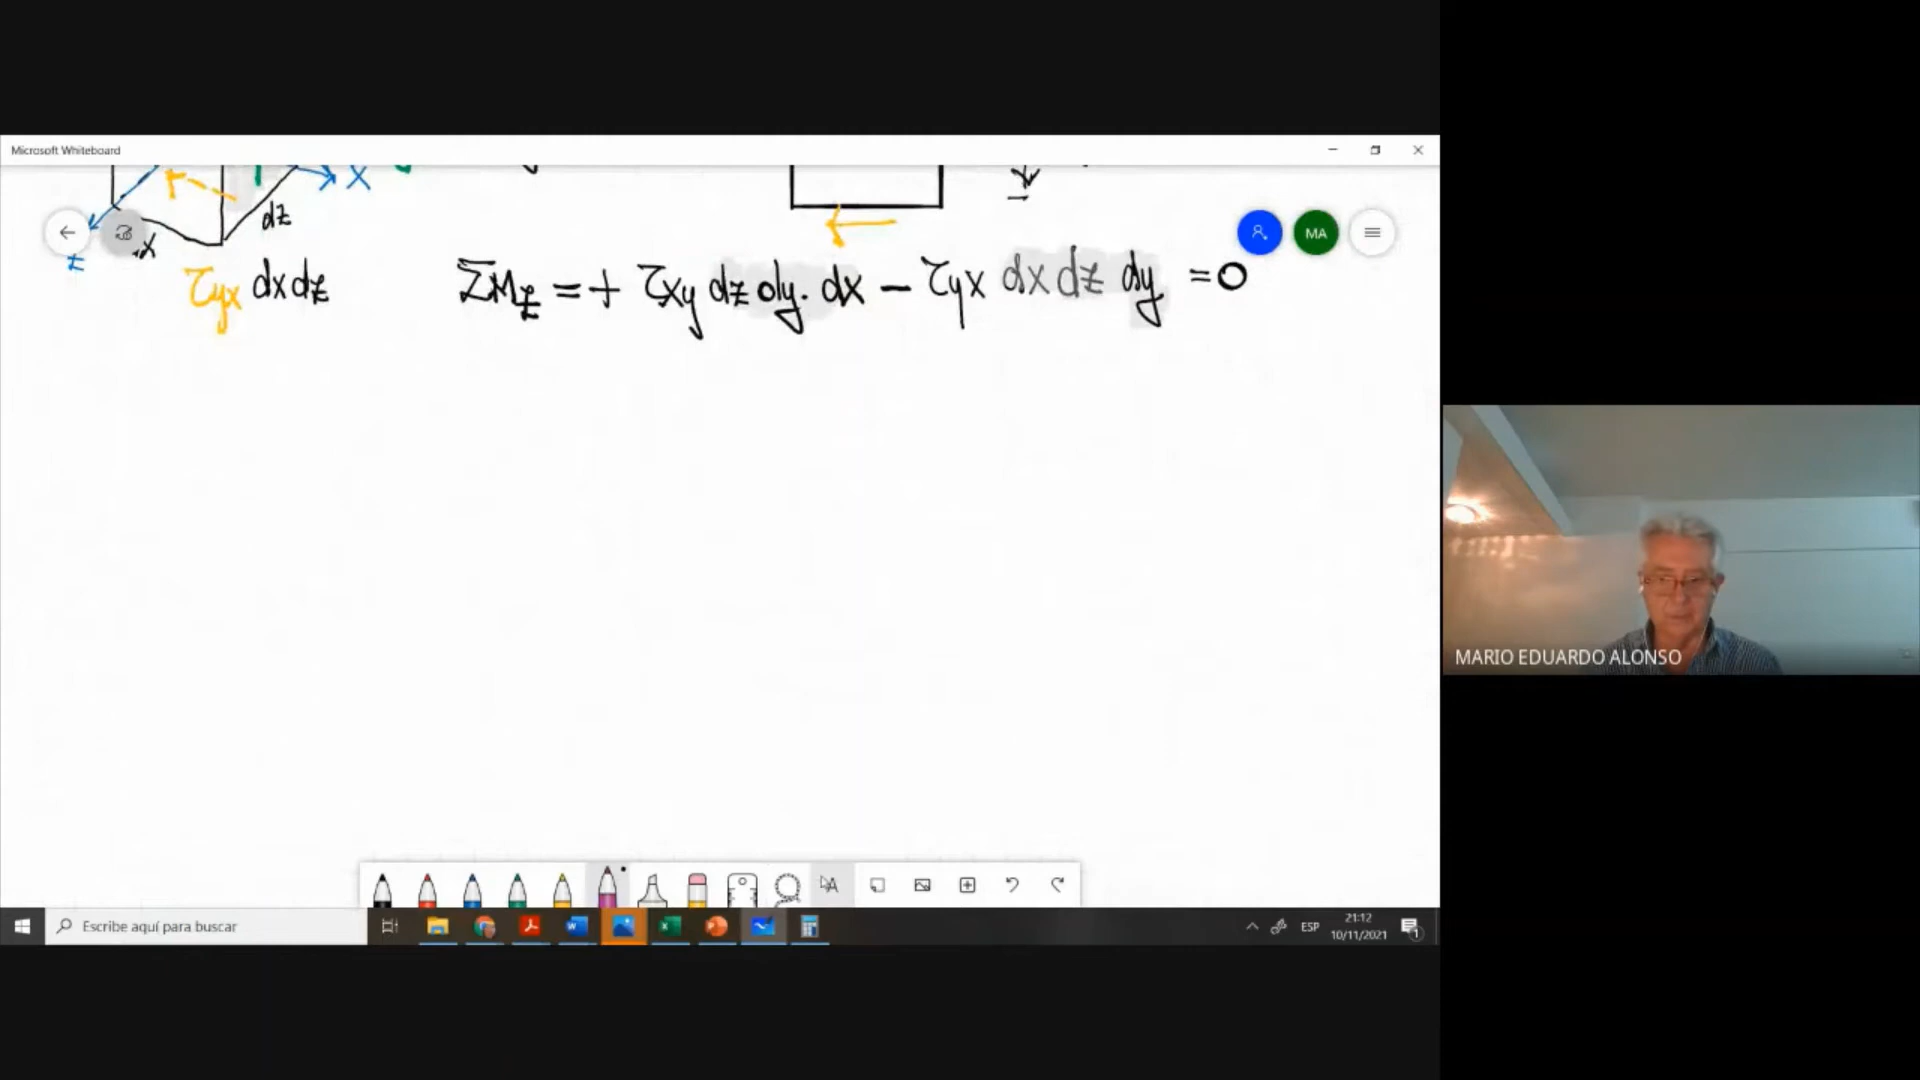 Microsoft Whiteboard
X
dz
MA
x
z
τyx dx dz
ΣMz = + τxy dz dy . dx - τyx dx dz dy = 0
MARIO EDUARDO ALONSO
Escribe aquí para buscar
ESP
21:12
10/11/2021
1